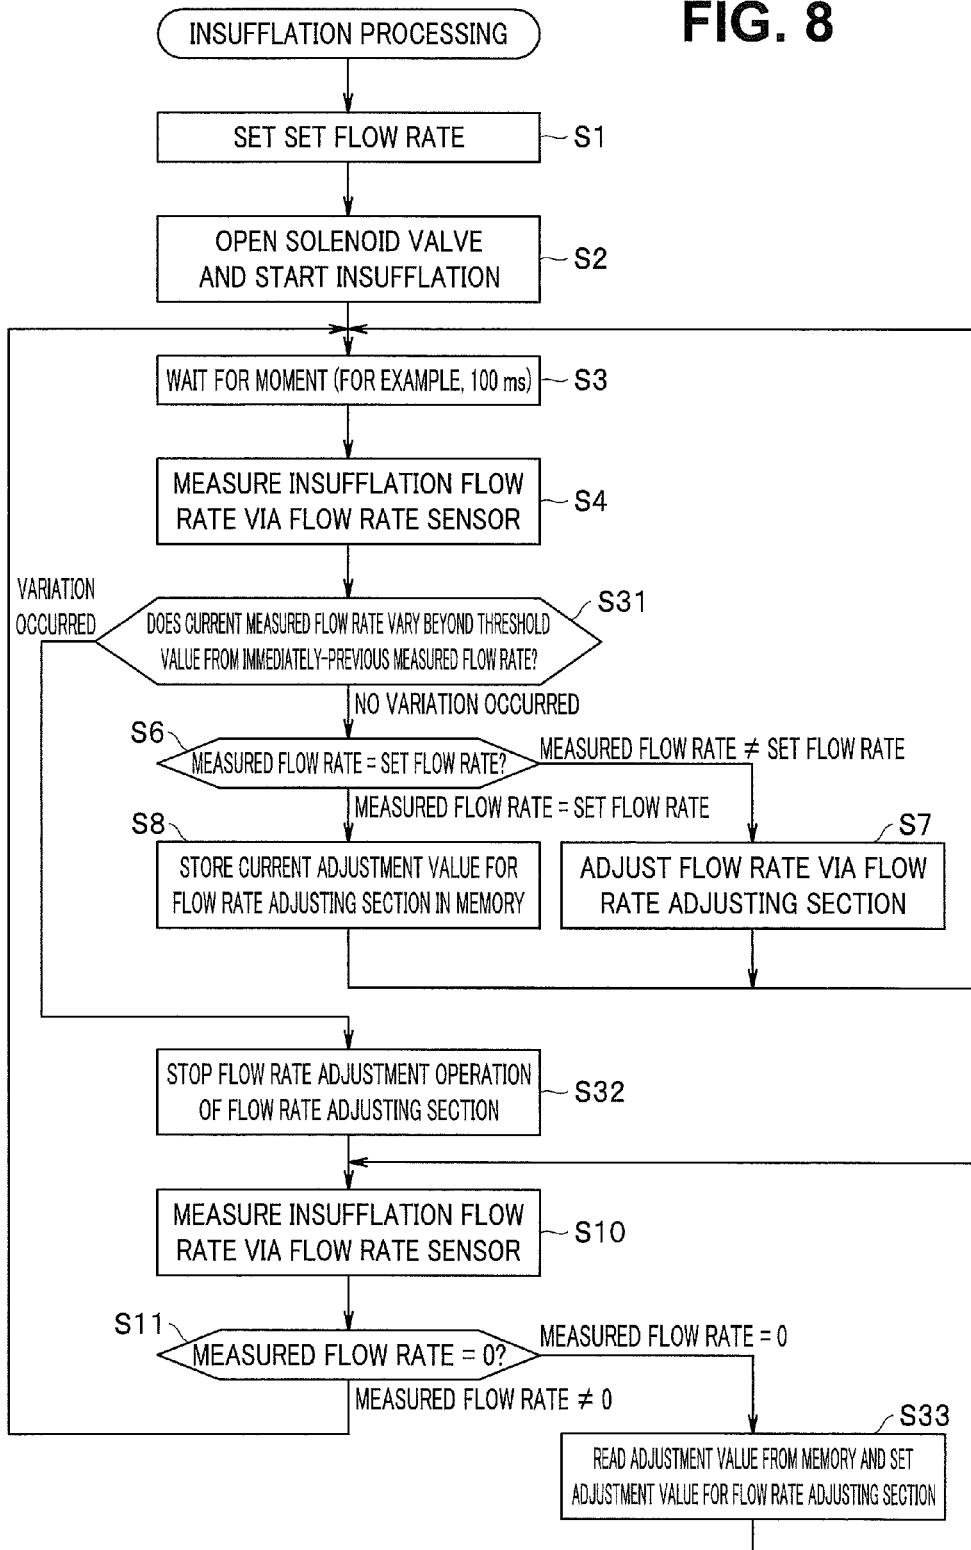 FIG. 8
INSUFFLATION PROCESSING
SET SET FLOW RATE
S1
OPEN SOLENOID VALVE
AND START INSUFFLATION
S2
WAIT FOR MOMENT (FOR EXAMPLE, 100 ms)
S3
MEASURE INSUFFLATION FLOW
RATE VIA FLOW RATE SENSOR
S4
VARIATION
OCCURRED
S31
DOES CURRENT MEASURED FLOW RATE VARY BEYOND THRESHOLD
VALUE FROM IMMEDIATELY-PREVIOUS MEASURED FLOW RATE?
NO VARIATION OCCURRED
S6
MEASURED FLOW RATE = SET FLOW RATE?
MEASURED FLOW RATE ≠ SET FLOW RATE
MEASURED FLOW RATE = SET FLOW RATE
S8
STORE CURRENT ADJUSTMENT VALUE FOR
FLOW RATE ADJUSTING SECTION IN MEMORY
S7
ADJUST FLOW RATE VIA FLOW
RATE ADJUSTING SECTION
STOP FLOW RATE ADJUSTMENT OPERATION
OF FLOW RATE ADJUSTING SECTION
S32
MEASURE INSUFFLATION FLOW
RATE VIA FLOW RATE SENSOR
S10
S11
MEASURED FLOW RATE = 0?
MEASURED FLOW RATE = 0
MEASURED FLOW RATE ≠ 0
S33
READ ADJUSTMENT VALUE FROM MEMORY AND SET
ADJUSTMENT VALUE FOR FLOW RATE ADJUSTING SECTION